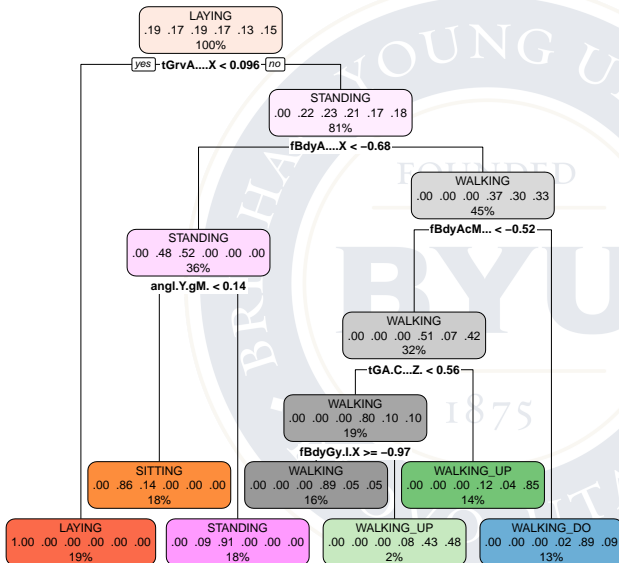 LAYING
.19 .17 .19 .17 .13 .15
100%
yes tGrvA....X < 0.096 no
STANDING
.00 .22 .23 .21 .17 .18
81%
fBdyA....X < −0.68
WALKING
.00 .00 .00 .37 .30 .33
45%
fBdyAcM... < −0.52
STANDING
.00 .48 .52 .00 .00 .00
36%
angl.Y.gM. < 0.14
WALKING
.00 .00 .00 .51 .07 .42
32%
tGA.C...Z. < 0.56
WALKING
.00 .00 .00 .80 .10 .10
19%
fBdyGy.I.X >= −0.97
SITTING
.00 .86 .14 .00 .00 .00
18%
WALKING
.00 .00 .00 .89 .05 .05
16%
WALKING_UP
.00 .00 .00 .12 .04 .85
14%
LAYING
1.00 .00 .00 .00 .00 .00
19%
STANDING
.00 .09 .91 .00 .00 .00
18%
WALKING_UP
.00 .00 .00 .08 .43 .48
2%
WALKING_DO
.00 .00 .00 .02 .89 .09
13%
FOUNDED
BYU
1875
YOUNG U